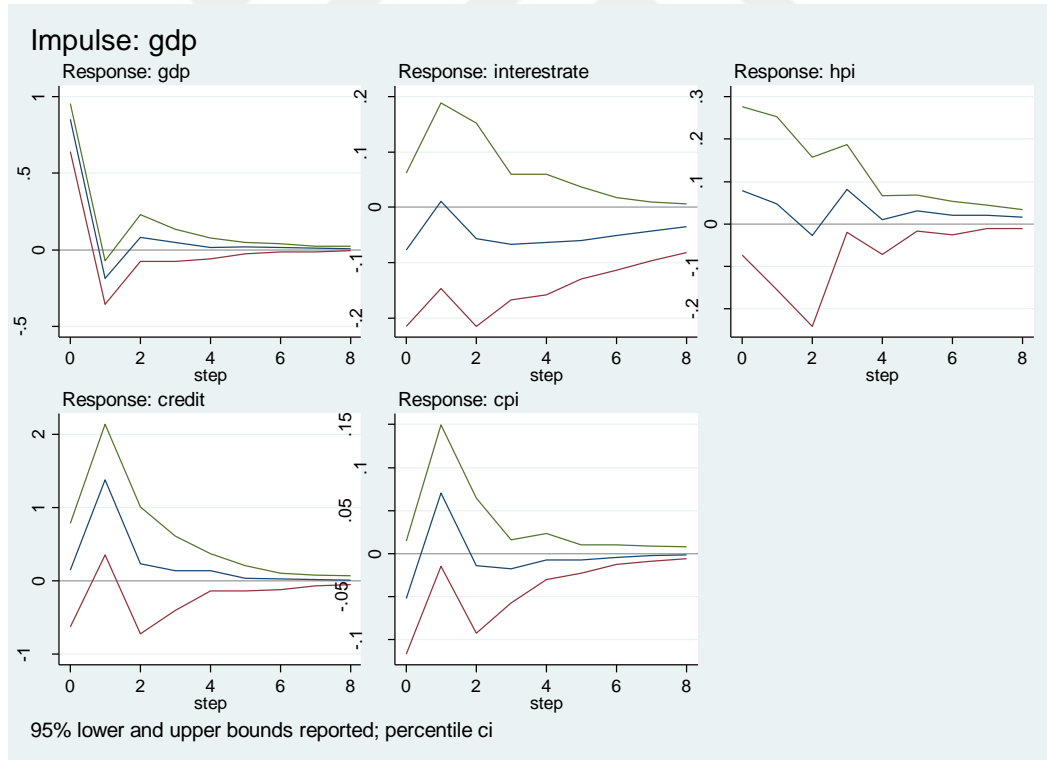 Impulse: gdp
Response: gdp
1
.5
0
-.5
0 2 4 6 8
step
Response: interestrate
.2
.1
0
-.1
-.2
0 2 4 6 8
step
Response: hpi
.3
.2
.1
0
-.1
0 2 4 6 8
step
Response: credit
2
1
0
-1
0 2 4 6 8
step
Response: cpi
.15
.1
.05
0
-.05
-.1
0 2 4 6 8
step
95% lower and upper bounds reported; percentile ci